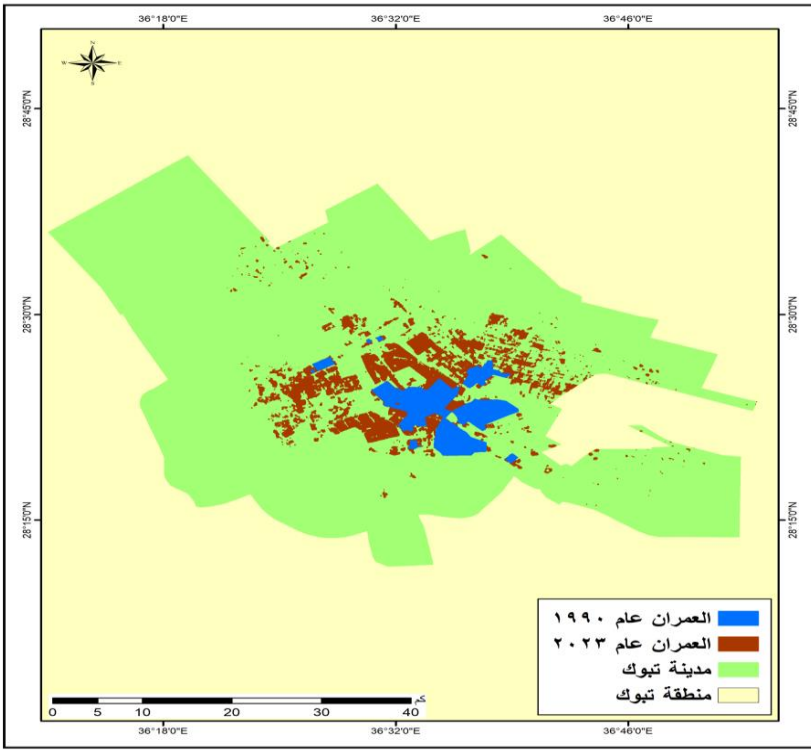 36°18'0"E 36°32'0"E 36°46'0"E
N
W E
S
28°45'0"N 28°45'0"N
28°30'0"N 28°30'0"N
28°15'0"N 28°15'0"N
العمران عام ١٩٩٠
العمران عام ٢٠٢٣
مدينة تبوك
منطقة تبوك
كم
0 5 10 20 30 40
36°18'0"E 36°32'0"E 36°46'0"E